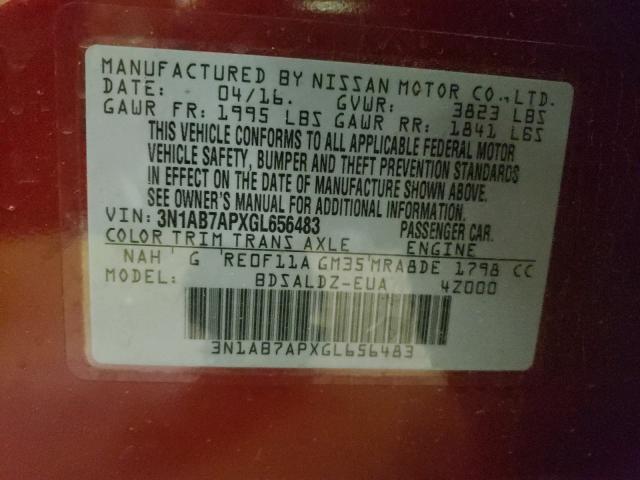 MANUFACTURED BY NISSAN MOTOR CO., LTD.
DATE: 04/16. GVWR: 3823 LBS
GAWR FR: 1995 LBS GAWR RR: 1841 LBS
THIS VEHICLE CONFORMS TO ALL APPLICABLE FEDERAL MOTOR
VEHICLE SAFETY, BUMPER AND THEFT PREVENTION STANDARDS
IN EFFECT ON THE DATE OF MANUFACTURE SHOWN ABOVE.
SEE OWNER'S MANUAL FOR ADDITIONAL INFORMATION.
VIN: 3N1AB7APXGL656483 PASSENGER CAR.
COLOR TRIM TRANS AXLE ENGINE
NAH G RE0F11A GM35 MRA8DE 1798 CC
MODEL: BDSALDZ-EUA 4Z000
3N1AB7APXGL656483